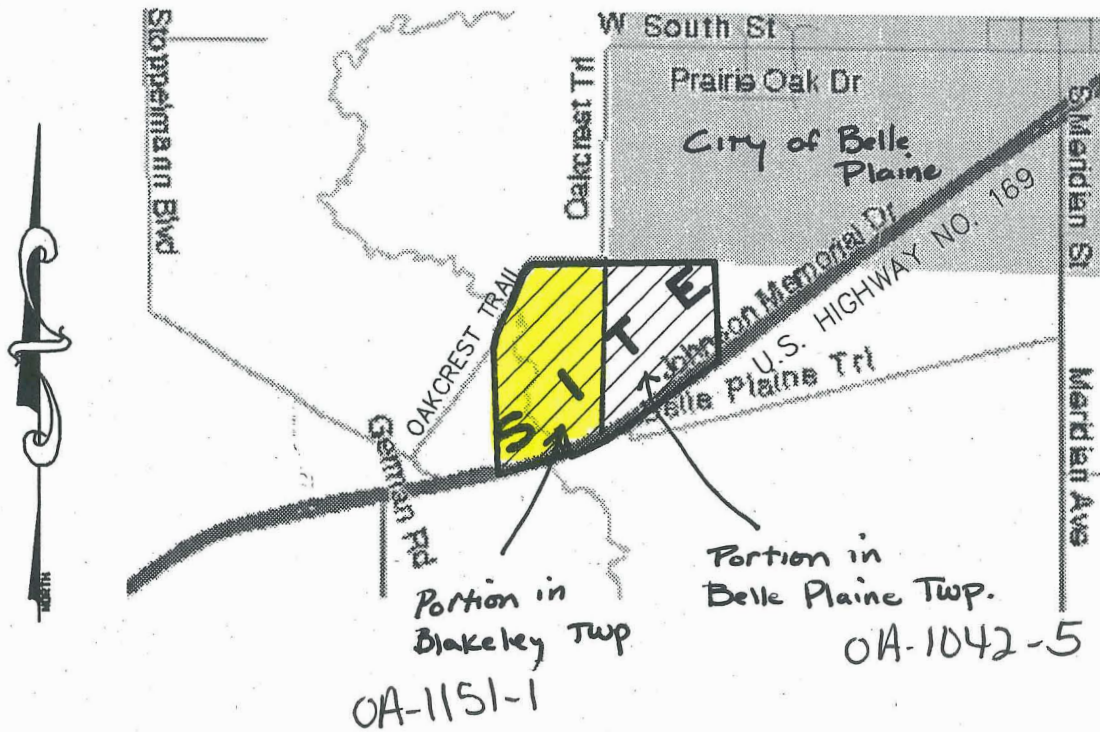 W South St
Prairie Oak Dr
City of Belle
Plaine
Stoppelmann Blvd
Oakcrest Trl
S Meridian St
OAKCREST TRAIL
SITE
Johnson Memorial Dr
U.S. HIGHWAY NO. 169
Belle Plaine Trl
German Rd
Meridian Ave
NORTH
Portion in
Blakeley Twp
Portion in
Belle Plaine Twp.
OA-1151-1
OA-1042-5